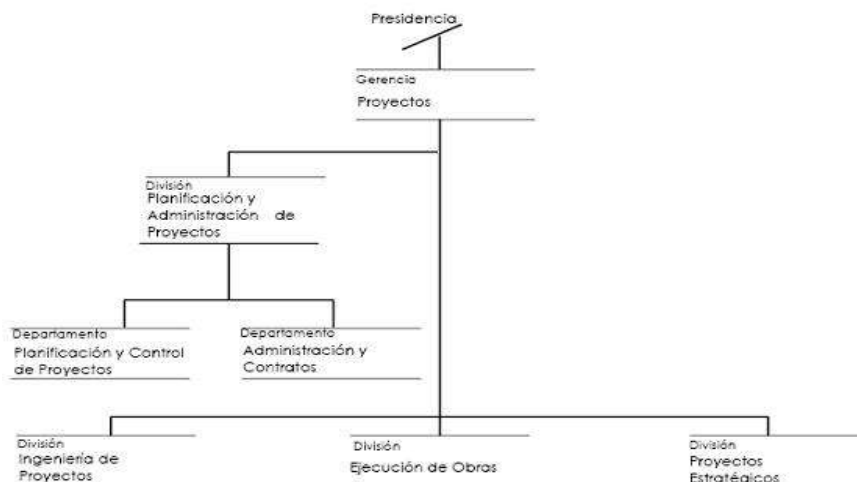 Presidencia
Gerencia
Proyectos
División
Planificación y
Administración de
Proyectos
Departamento
Planificación y Control
de Proyectos
Departamento
Administración y
Contratos
División
Ingeniería de
Proyectos
División
Ejecución de Obras
División
Proyectos
Estratégicos